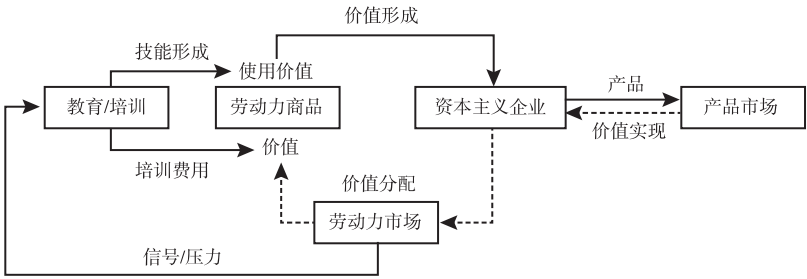 价值形成
技能形成
使用价值
产品
教育/培训
劳动力商品
资本主义企业
产品市场
价值
价值实现
培训费用
价值分配
劳动力市场
信号/压力